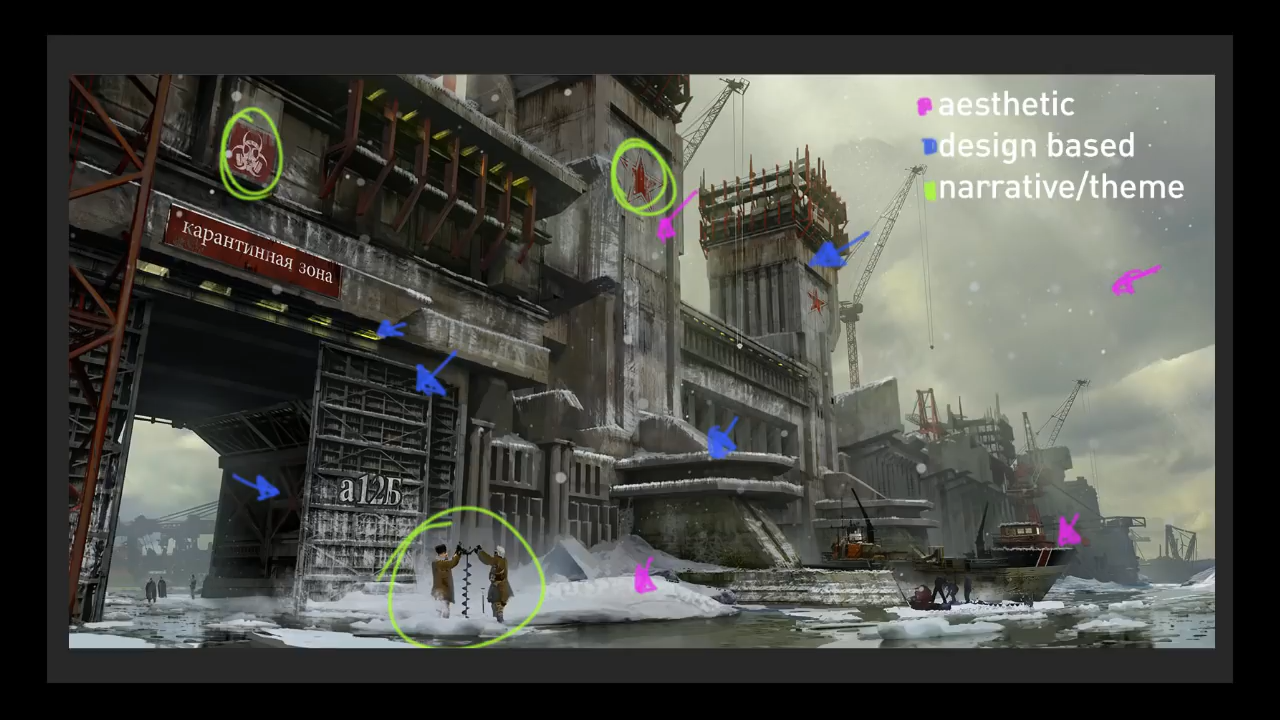 aesthetic
design based
narrative/theme
карантинная зона
а12Б